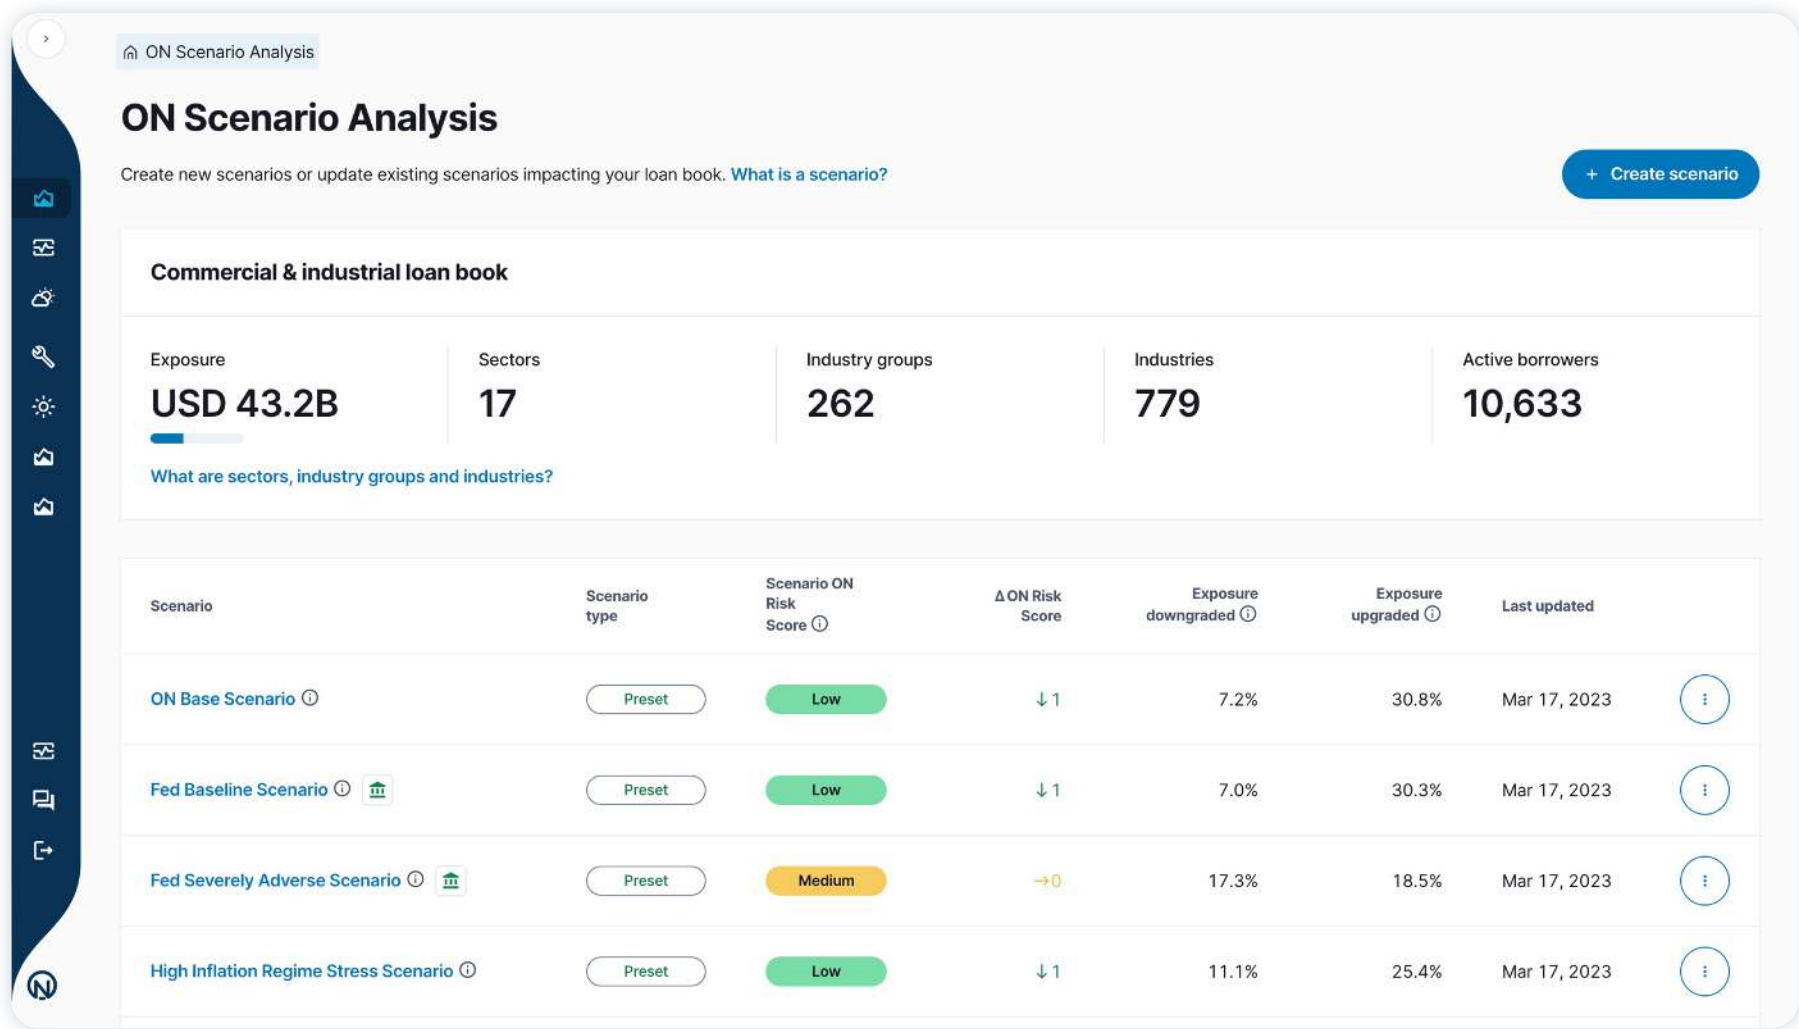 ON Scenario Analysis
ON Scenario Analysis
Create new scenarios or update existing scenarios impacting your loan book. What is a scenario?
+ Create scenario
Commercial & industrial loan book
Exposure
USD 43.2B
Sectors
17
Industry groups
262
Industries
779
Active borrowers
10,633
What are sectors, industry groups and industries?
Scenario
Scenario
type
Scenario ON
Risk
Score
Δ ON Risk
Score
Exposure
downgraded
Exposure
upgraded
Last updated
ON Base Scenario Preset Low ↓1 7.2% 30.8% Mar 17, 2023
Fed Baseline Scenario Preset Low ↓1 7.0% 30.3% Mar 17, 2023
Fed Severely Adverse Scenario Preset Medium →0 17.3% 18.5% Mar 17, 2023
High Inflation Regime Stress Scenario Preset Low ↓1 11.1% 25.4% Mar 17, 2023